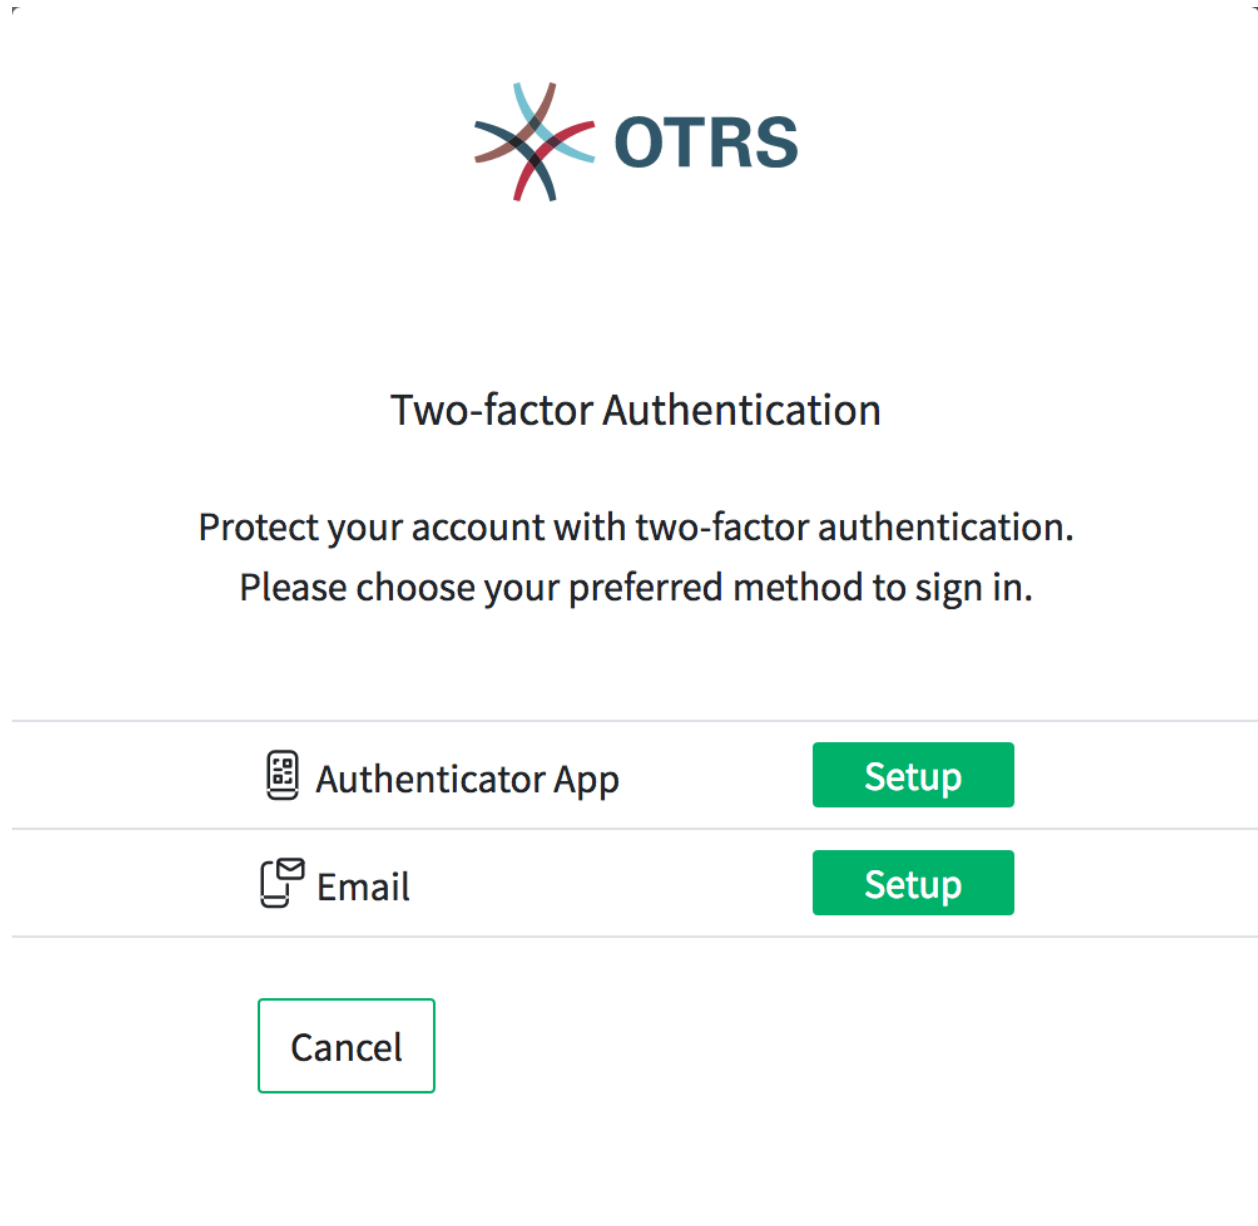 OTRS
Two-factor Authentication
Protect your account with two-factor authentication.
Please choose your preferred method to sign in.
Authenticator App Setup
Email Setup
Cancel